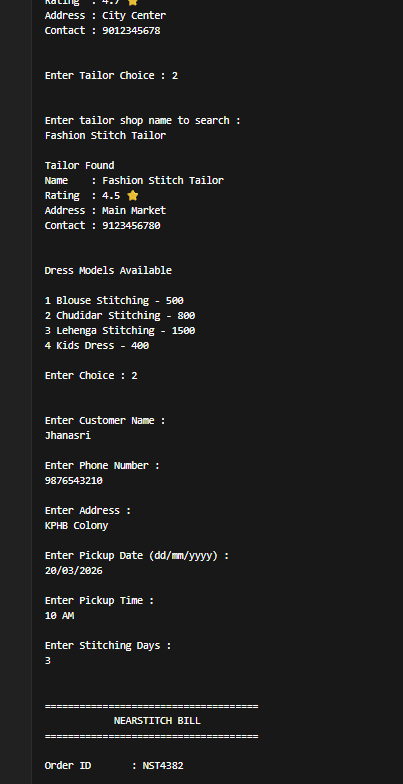 Rating : 4.7 ⭐
Address : City Center
Contact : 9012345678
Enter Tailor Choice : 2
Enter tailor shop name to search :
Fashion Stitch Tailor
Tailor Found
Name    : Fashion Stitch Tailor
Rating  : 4.5 ⭐
Address : Main Market
Contact : 9123456780
Dress Models Available
1 Blouse Stitching - 500
2 Chudidar Stitching - 800
3 Lehenga Stitching - 1500
4 Kids Dress - 400
Enter Choice : 2
Enter Customer Name :
Jhanasri
Enter Phone Number :
9876543210
Enter Address :
KPHB Colony
Enter Pickup Date (dd/mm/yyyy) :
20/03/2026
Enter Pickup Time :
10 AM
Enter Stitching Days :
3
=====================================
NEARSTITCH BILL
=====================================
Order ID       : NST4382